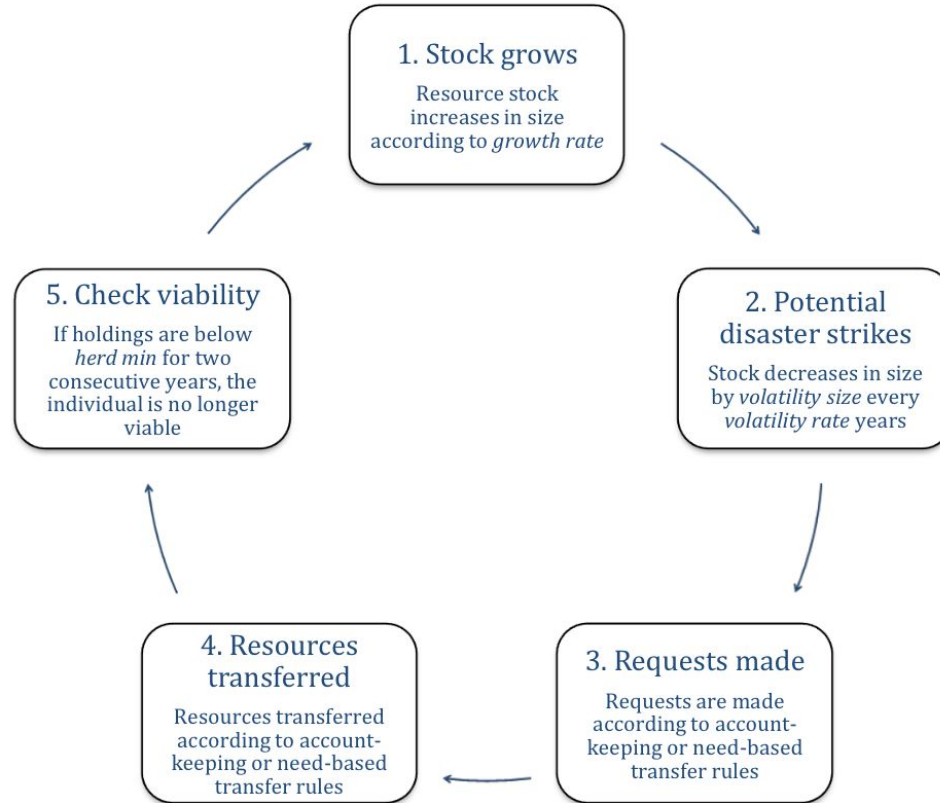 1. Stock grows
Resource stock
increases in size
according to growth rate
2. Potential
disaster strikes
Stock decreases in size
by volatility size every
volatility rate years
3. Requests made
Requests are made
according to account-
keeping or need-based
transfer rules
4. Resources
transferred
Resources transferred
according to account-
keeping or need-based
transfer rules
5. Check viability
If holdings are below
herd min for two
consecutive years, the
individual is no longer
viable